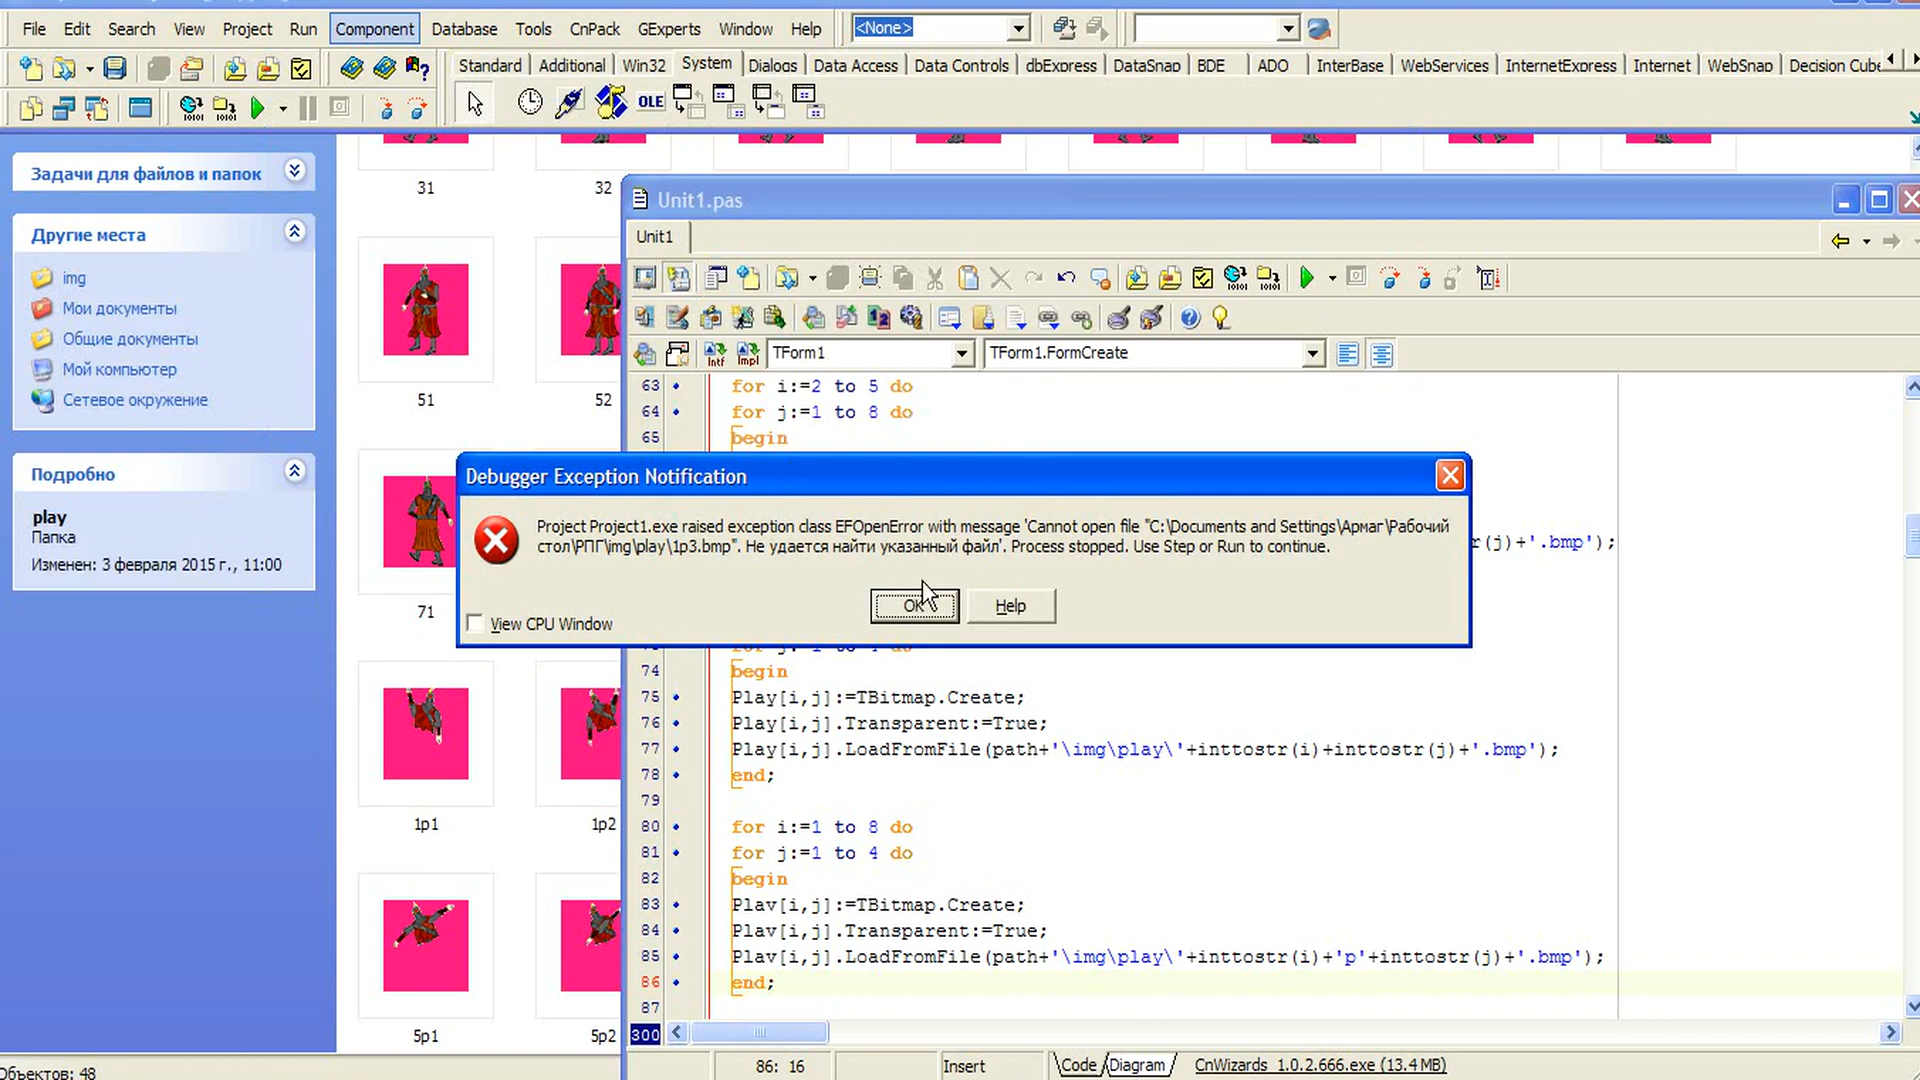 File Edit Search View Project Run Component Database Tools CnPack GExperts Window Help <None>
Standard Additional Win32 System Dialogs Data Access Data Controls dbExpress DataSnap BDE ADO InterBase WebServices InternetExpress Internet WebSnap Decision Cube
OLE
Задачи для файлов и папок
Другие места
img
Мои документы
Общие документы
Мой компьютер
Сетевое окружение
Подробно
play
Папка
Изменен: 3 февраля 2015 г., 11:00
31 32
51 52
71
1p1 1p2
5p1 5p2
Объектов: 48
Unit1.pas
Unit1
Intf Impl TForm1 TForm1.FormCreate
63 for i:=2 to 5 do
64 for j:=1 to 8 do
65 begin
r(j)+'.bmp');
Debugger Exception Notification
Project Project1.exe raised exception class EFOpenError with message 'Cannot open file "C:\Documents and Settings\Армаг\Рабочий
стол\РПГ\img\play\1p3.bmp". Не удается найти указанный файл'. Process stopped. Use Step or Run to continue.
OK Help
View CPU Window
74 begin
75 Play[i,j]:=TBitmap.Create;
76 Play[i,j].Transparent:=True;
77 Play[i,j].LoadFromFile(path+'\img\play\'+inttostr(i)+inttostr(j)+'.bmp');
78 end;
79
80 for i:=1 to 8 do
81 for j:=1 to 4 do
82 begin
83 Plav[i,j]:=TBitmap.Create;
84 Plav[i,j].Transparent:=True;
85 Plav[i,j].LoadFromFile(path+'\img\play\'+inttostr(i)+'p'+inttostr(j)+'.bmp');
86 end;
87
300
86: 16 Insert Code Diagram CnWizards_1.0.2.666.exe (13.4 MB)